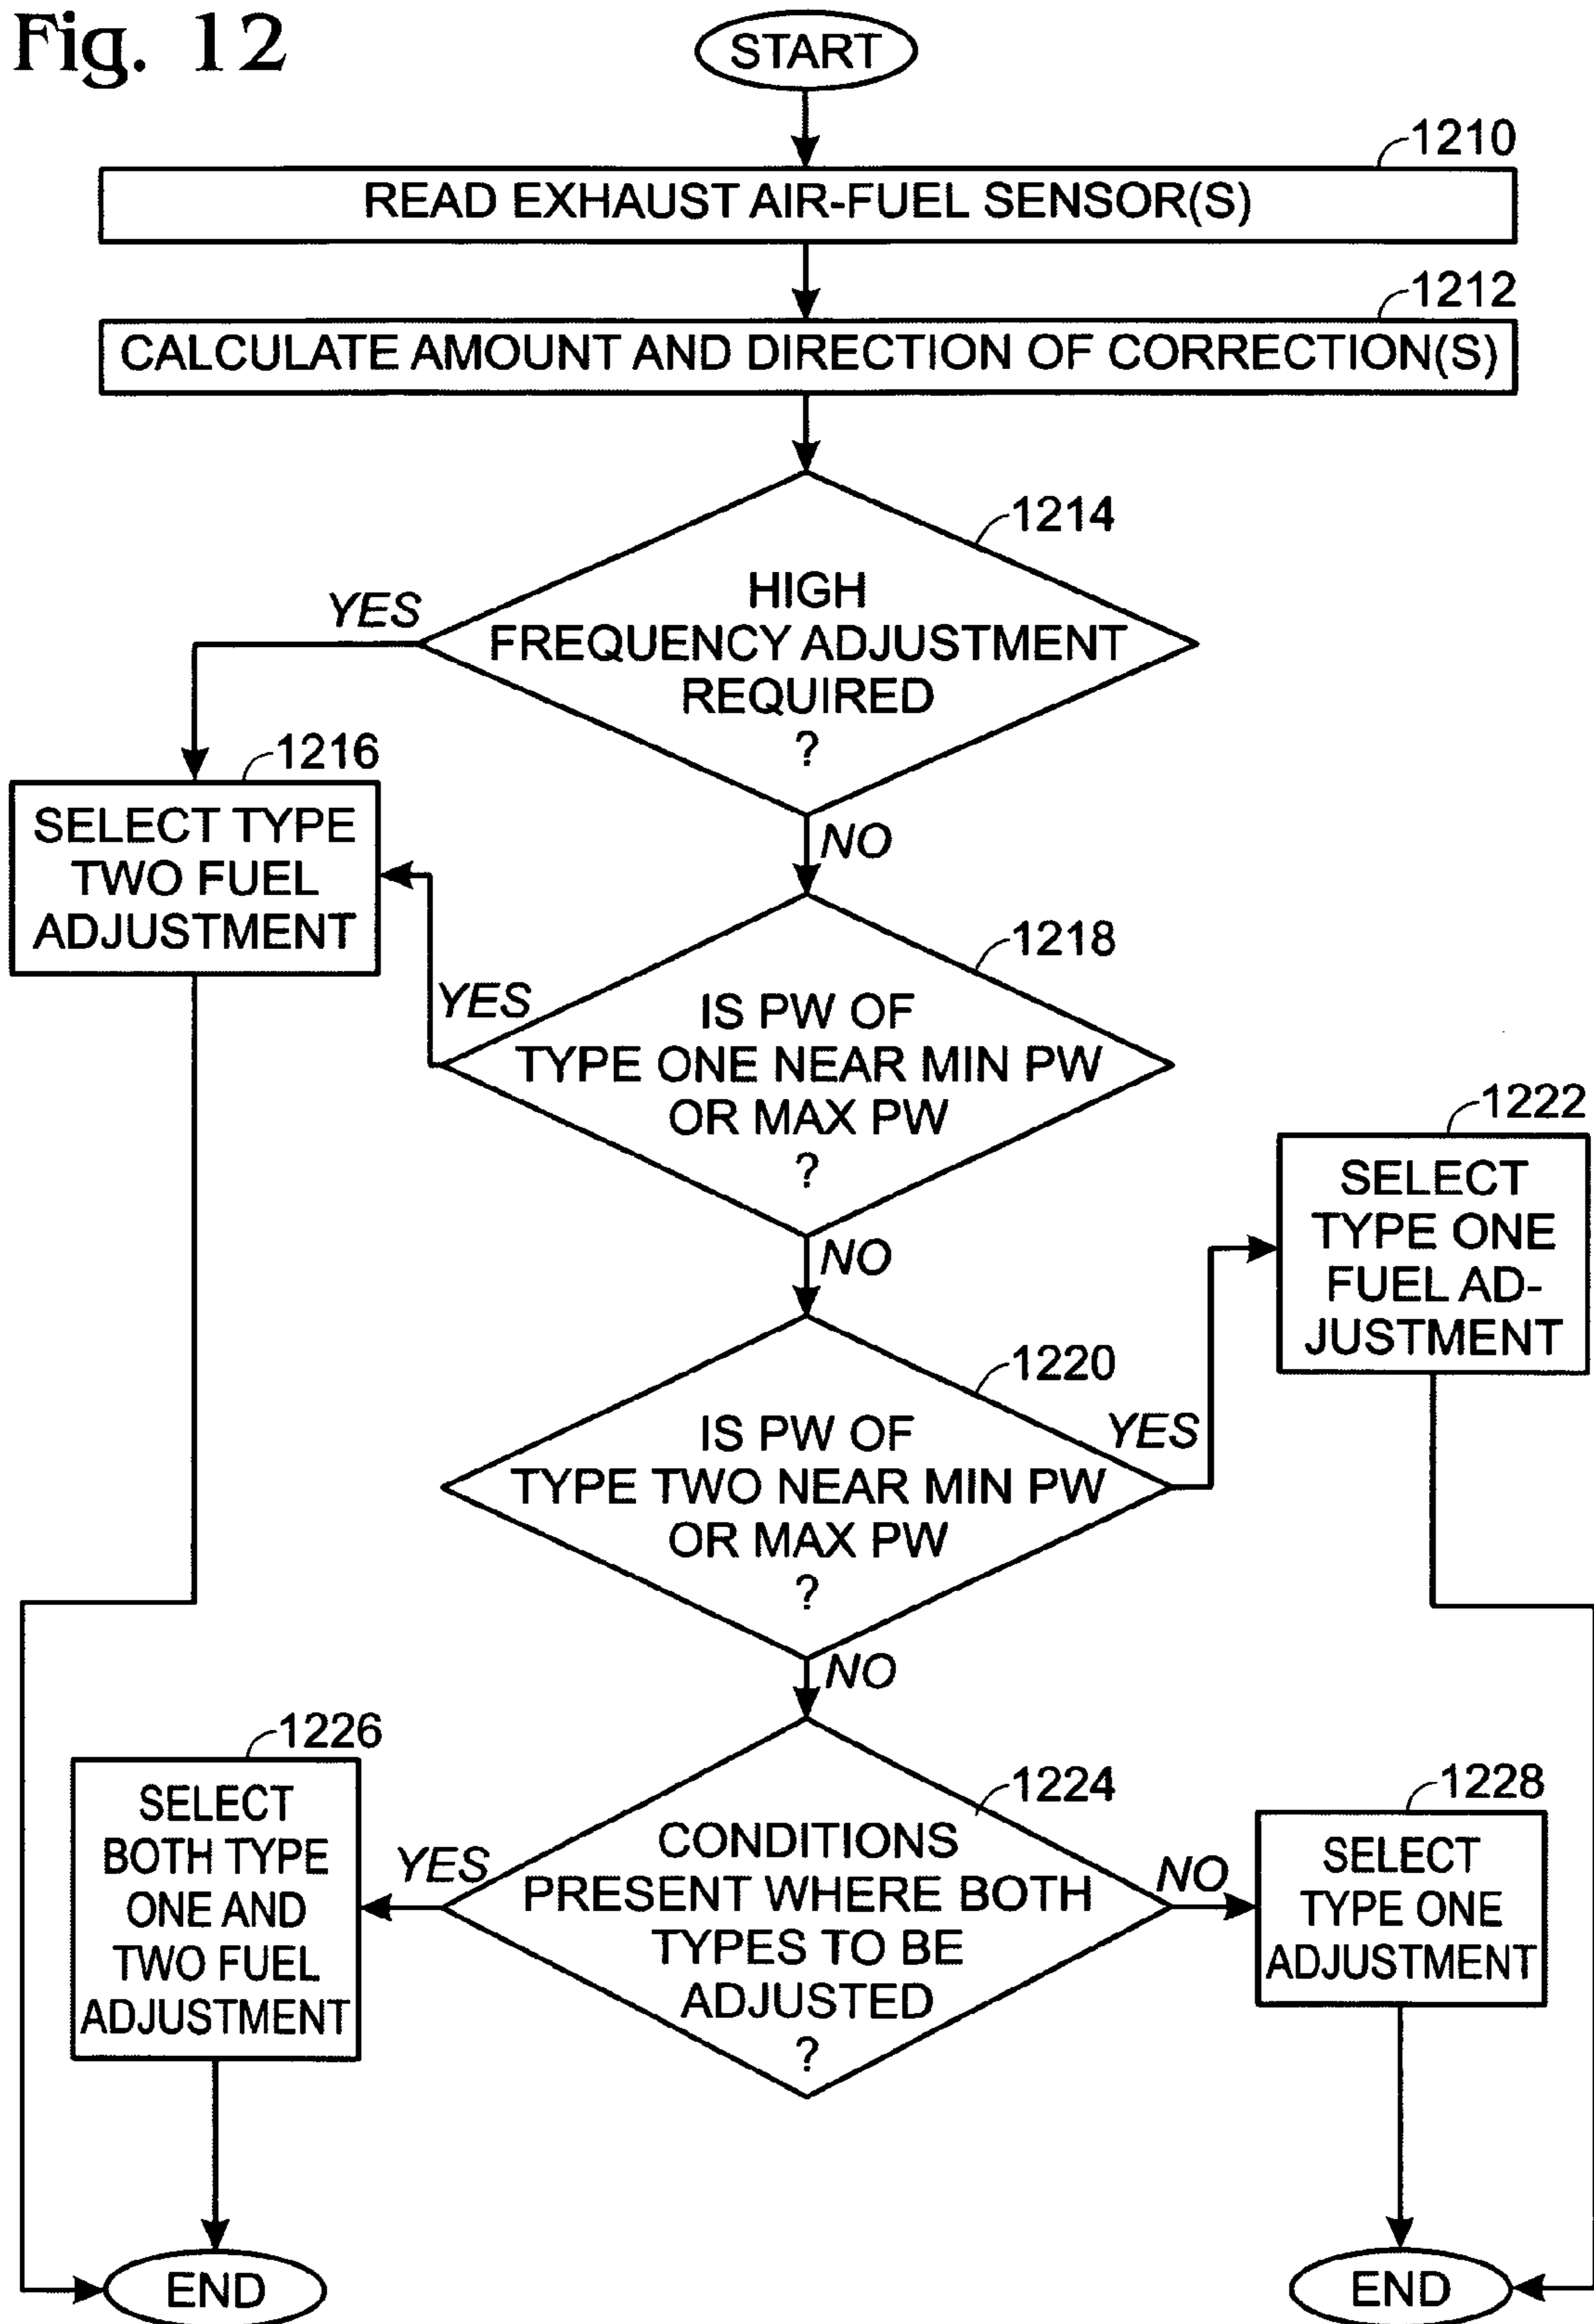 Fig. 12
START
1210
READ EXHAUST AIR-FUEL SENSOR(S)
1212
CALCULATE AMOUNT AND DIRECTION OF CORRECTION(S)
1214
HIGH
FREQUENCY ADJUSTMENT
REQUIRED
?
YES
NO
1216
SELECT TYPE
TWO FUEL
ADJUSTMENT
1218
IS PW OF
TYPE ONE NEAR MIN PW
OR MAX PW
?
YES
NO
1220
IS PW OF
TYPE TWO NEAR MIN PW
OR MAX PW
?
YES
NO
1222
SELECT
TYPE ONE
FUEL AD-
JUSTMENT
1224
CONDITIONS
PRESENT WHERE BOTH
TYPES TO BE
ADJUSTED
?
YES
NO
1226
SELECT
BOTH TYPE
ONE AND
TWO FUEL
ADJUSTMENT
1228
SELECT
TYPE ONE
ADJUSTMENT
END
END